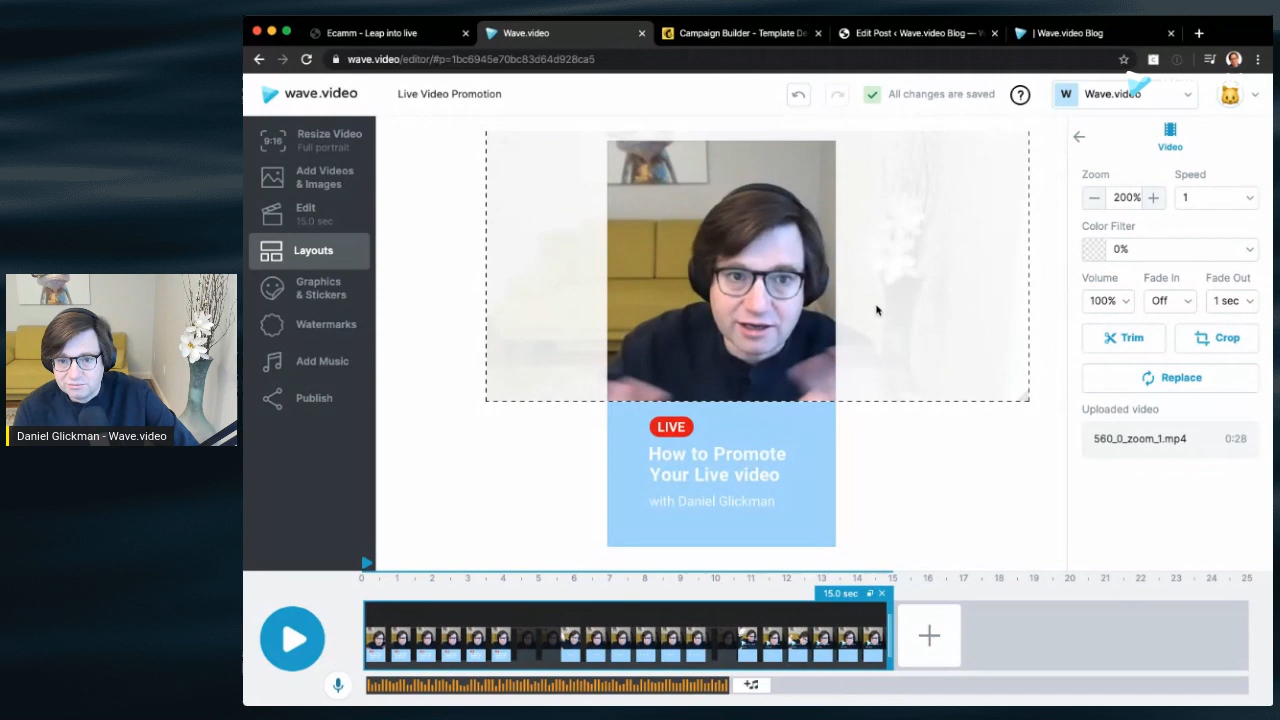 Ecamm - Leap into live
Wave.video
Campaign Builder - Template De
Edit Post ‹ Wave.video Blog —
| Wave.video Blog
wave.video/editor/#p=1bc6945e70bc83d64d928ca5
wave.video
Live Video Promotion
All changes are saved
?
W
Wave.video
9:16
Resize Video
Full portrait
Add Videos
& Images
Edit
15.0 sec
Layouts
Graphics
& Stickers
Watermarks
Add Music
Publish
Daniel Glickman - Wave.video
LIVE
How to Promote
Your Live video
with Daniel Glickman
Video
Zoom
Speed
200%
1
Color Filter
0%
Volume
Fade In
Fade Out
100%
Off
1 sec
Trim
Crop
Replace
Uploaded video
560_0_zoom_1.mp4
0:28
0 1 2 3 4 5 6 7 8 9 10 11 12 13 14 15 16 17 18 19 20 21 22 23 24 25
15.0 sec